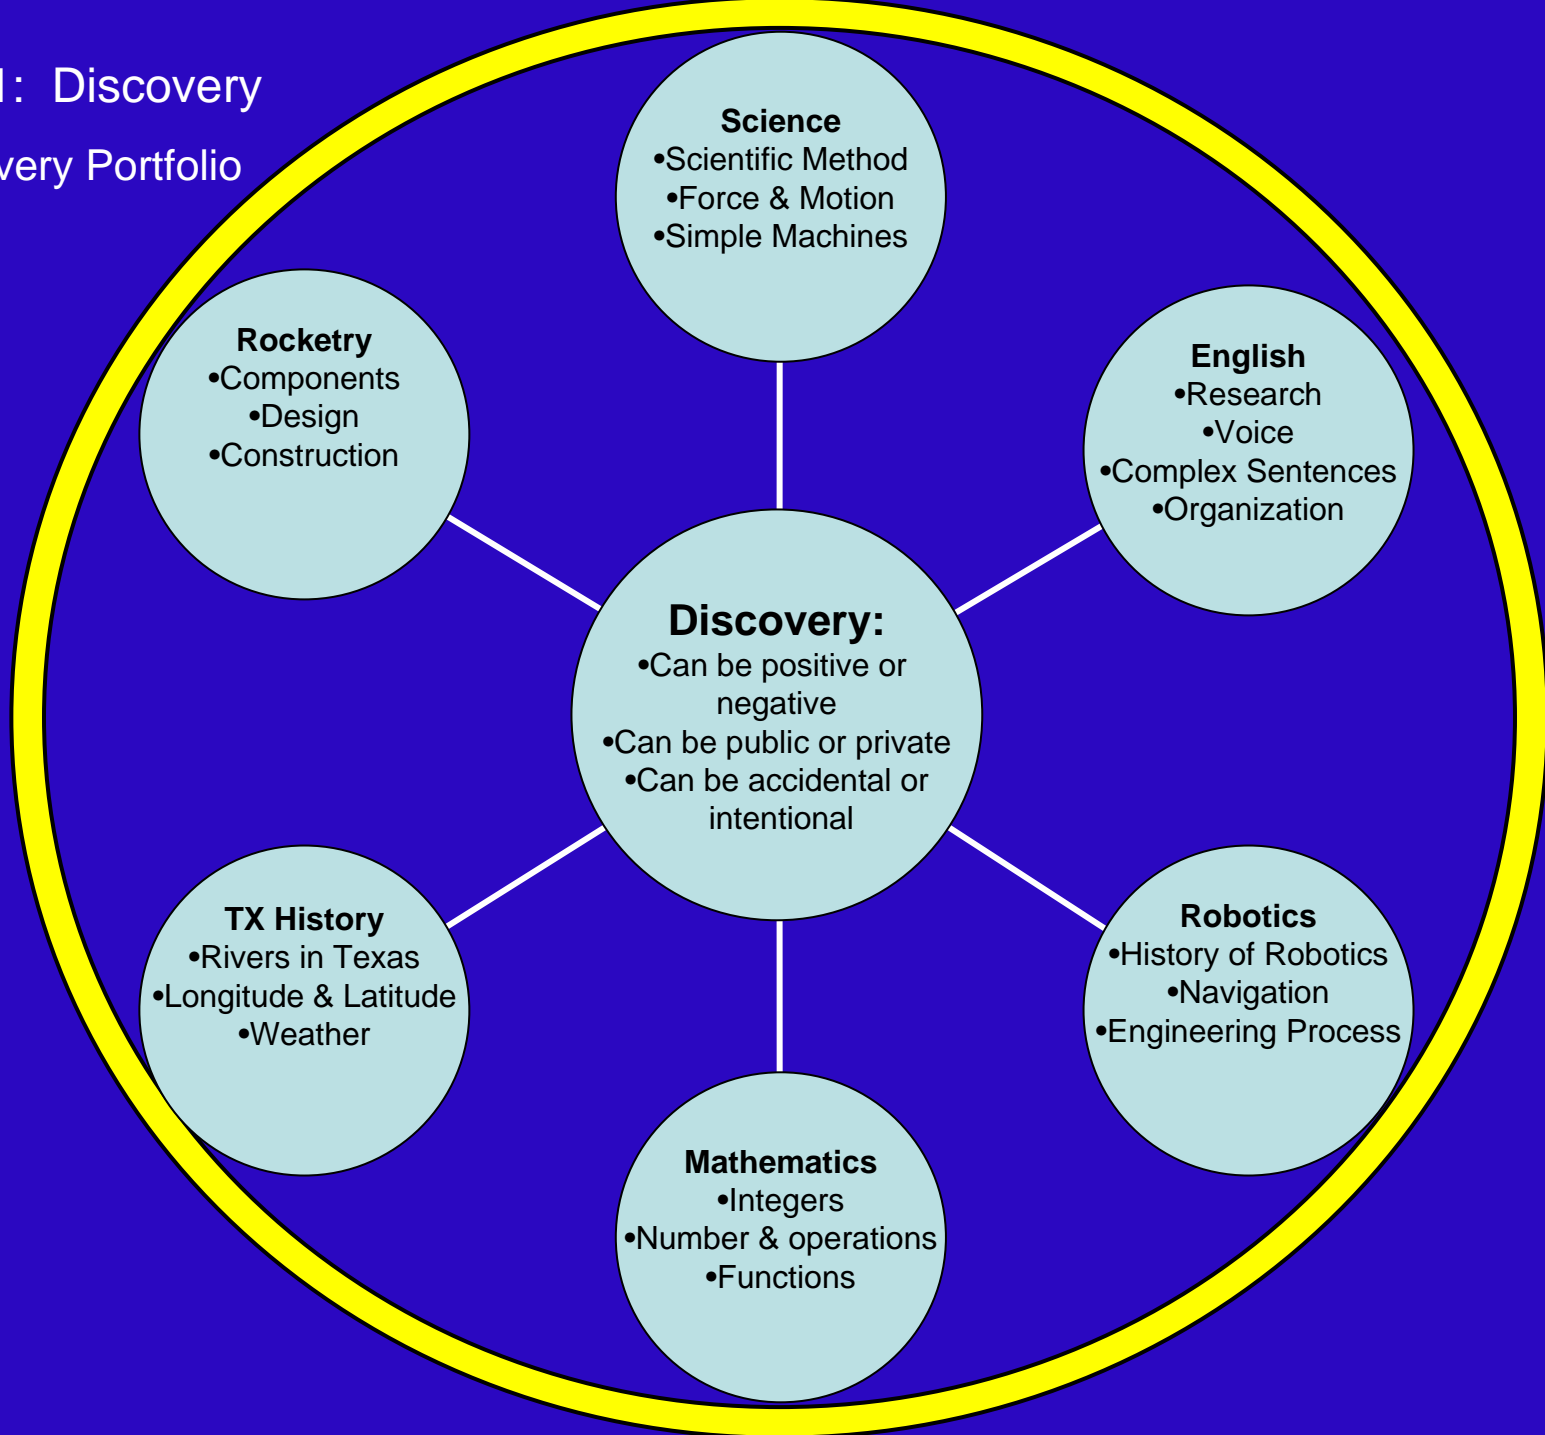 1: Discovery
very Portfolio
Science
•Scientific Method
•Force & Motion
•Simple Machines
Rocketry
•Components
•Design
•Construction
English
•Research
•Voice
•Complex Sentences
•Organization
Discovery:
•Can be positive or
negative
•Can be public or private
•Can be accidental or
intentional
TX History
•Rivers in Texas
•Longitude & Latitude
•Weather
Robotics
•History of Robotics
•Navigation
•Engineering Process
Mathematics
•Integers
•Number & operations
•Functions